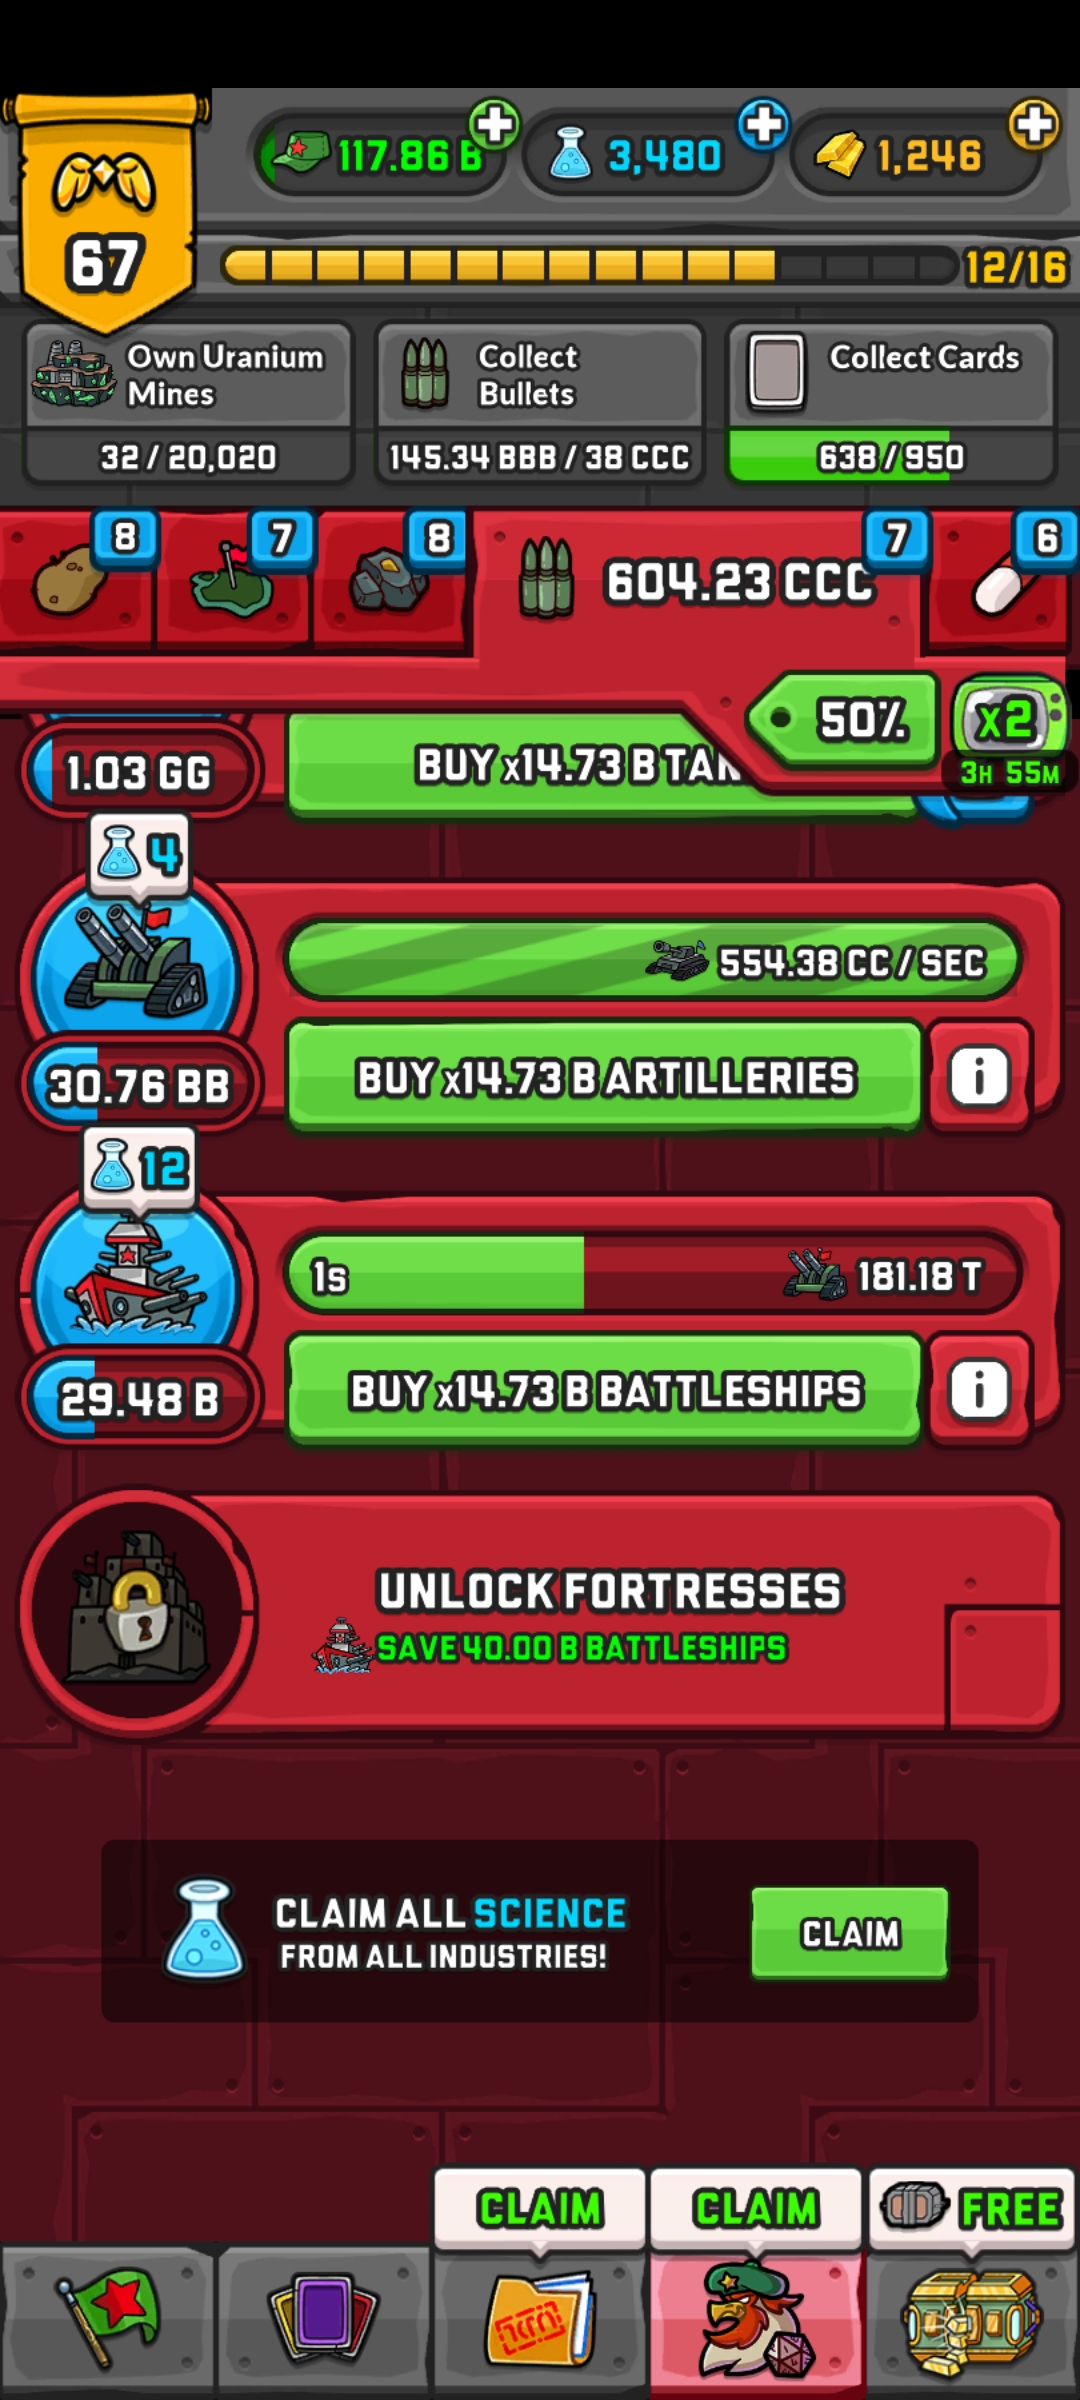 67
117.86 B
3,480
1,246
12/16
Own Uranium
Mines
32 / 20,020
Collect
Bullets
145.34 BBB / 38 CCC
Collect Cards
638 / 950
8
7
8
604.23 CCC
7
6
50%
x2
3H 55M
1.03 GG
BUY x14.73 B TAN
4
554.38 CC / SEC
30.76 BB
BUY x14.73 B ARTILLERIES
i
12
1s
181.18 T
29.48 B
BUY x14.73 B BATTLESHIPS
i
UNLOCK FORTRESSES
SAVE 40.00 B BATTLESHIPS
CLAIM ALL SCIENCE
FROM ALL INDUSTRIES!
CLAIM
CLAIM
CLAIM
FREE